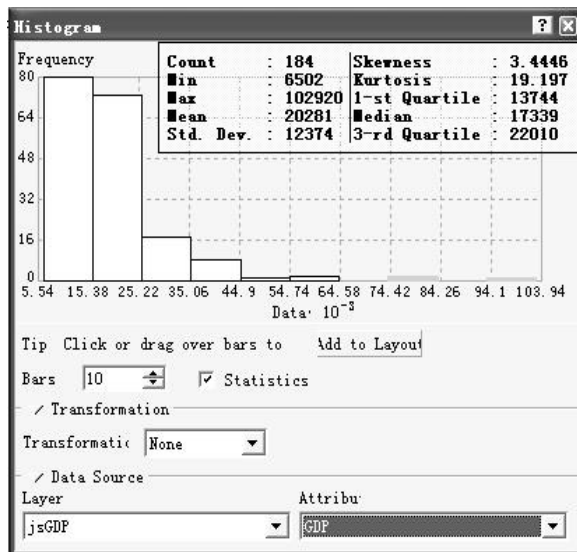 Histogram
Frequency
Count : 184 Skewness : 3.4446
Min : 6502 Kurtosis : 19.197
Max : 102920 1-st Quartile : 13744
Mean : 20281 Median : 17339
Std. Dev. : 12374 3-rd Quartile : 22010
80
64
48
32
16
0
5.54 15.38 25.22 35.06 44.9 54.74 64.58 74.42 84.26 94.1 103.94
Data· 10⁻³
Tip Click or drag over bars to Add to Layout
Bars 10 Statistics
Transformation
Transformatic None
Data Source
Layer Attribu
jsGDP GDP